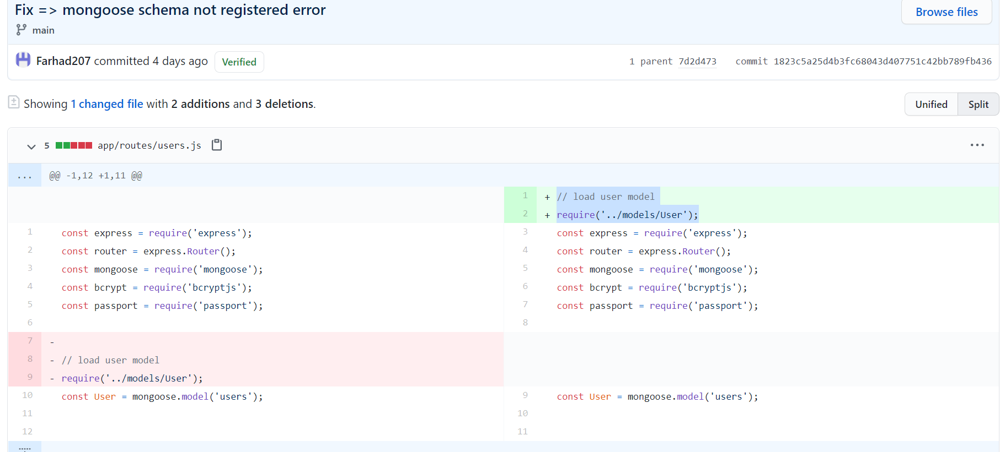 Fix => mongoose schema not registered error
Browse files
main
Farhad207 committed 4 days ago Verified
1 parent 7d2d473 commit 1823c5a25d4b3fc68043d407751c42bb789fb436
Showing 1 changed file with 2 additions and 3 deletions.
Unified Split
5 app/routes/users.js
...
... @@ -1,12 +1,11 @@
1 + // load user model
2 + require('../models/User');
1 const express = require('express'); 3 const express = require('express');
2 const router = express.Router(); 4 const router = express.Router();
3 const mongoose = require('mongoose'); 5 const mongoose = require('mongoose');
4 const bcrypt = require('bcryptjs'); 6 const bcrypt = require('bcryptjs');
5 const passport = require('passport'); 7 const passport = require('passport');
6 8
7 -
8 - // load user model
9 - require('../models/User');
10 const User = mongoose.model('users'); 9 const User = mongoose.model('users');
11 10
12 11